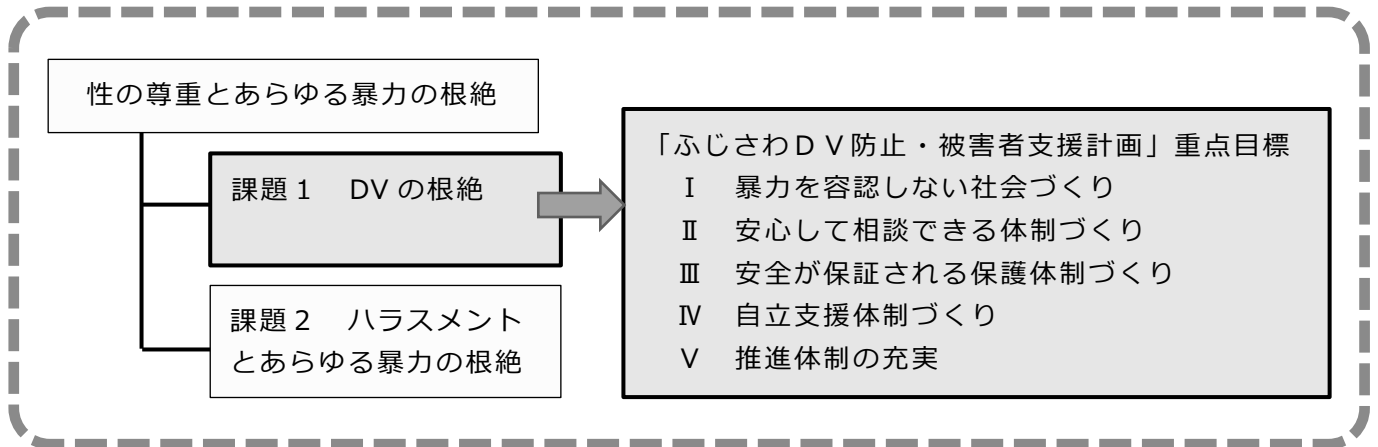 性の尊重とあらゆる暴力の根絶
課題１　DVの根絶
課題２　ハラスメント
とあらゆる暴力の根絶
「ふじさわＤＶ防止・被害者支援計画」重点目標
Ⅰ　暴力を容認しない社会づくり
Ⅱ　安心して相談できる体制づくり
Ⅲ　安全が保証される保護体制づくり
Ⅳ　自立支援体制づくり
Ⅴ　推進体制の充実